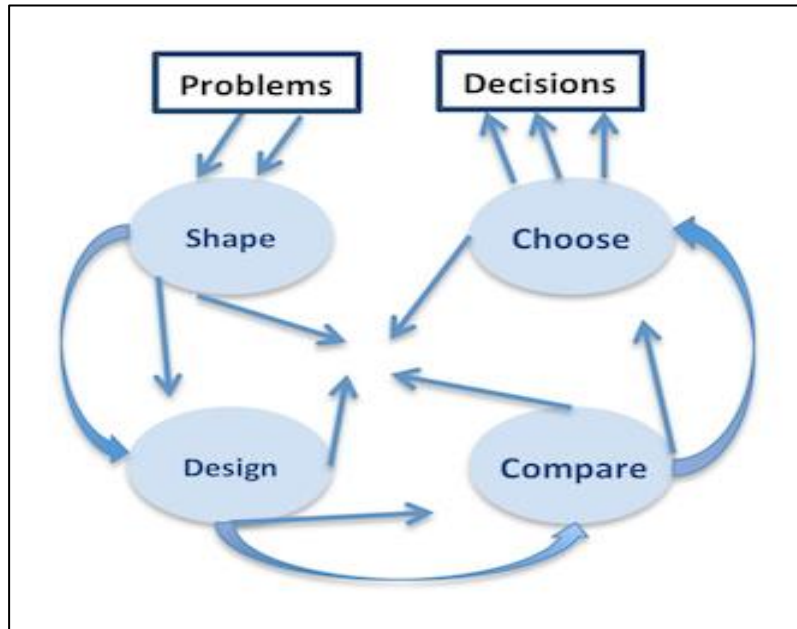 Problems
Decisions
Shape
Choose
Design
Compare